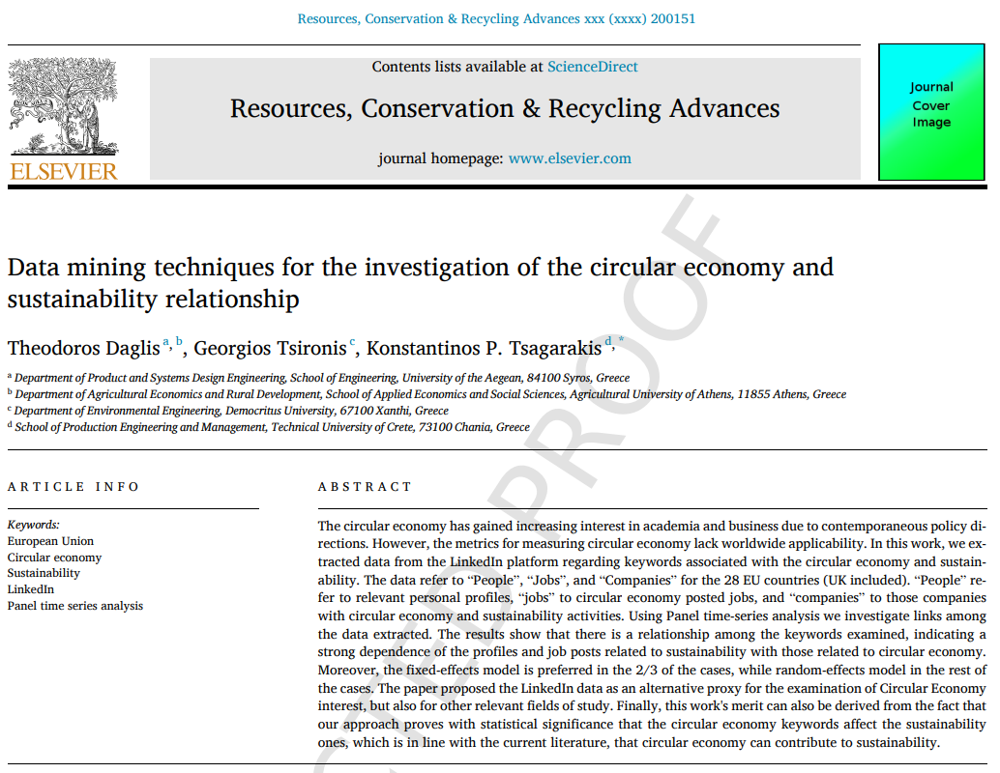 Resources, Conservation & Recycling Advances xxx (xxxx) 200151
Contents lists available at ScienceDirect
Resources, Conservation & Recycling Advances
journal homepage: www.elsevier.com
ELSEVIER
Journal
Cover
Image
Data mining techniques for the investigation of the circular economy and
sustainability relationship
Theodoros Daglis a, b, Georgios Tsironis c, Konstantinos P. Tsagarakis d, *
a Department of Product and Systems Design Engineering, School of Engineering, University of the Aegean, 84100 Syros, Greece
b Department of Agricultural Economics and Rural Development, School of Applied Economics and Social Sciences, Agricultural University of Athens, 11855 Athens, Greece
c Department of Environmental Engineering, Democritus University, 67100 Xanthi, Greece
d School of Production Engineering and Management, Technical University of Crete, 73100 Chania, Greece
ARTICLE INFO
Keywords:
European Union
Circular economy
Sustainability
LinkedIn
Panel time series analysis
ABSTRACT
The circular economy has gained increasing interest in academia and business due to contemporaneous policy di-
rections. However, the metrics for measuring circular economy lack worldwide applicability. In this work, we ex-
tracted data from the LinkedIn platform regarding keywords associated with the circular economy and sustain-
ability. The data refer to “People”, “Jobs”, and “Companies” for the 28 EU countries (UK included). “People” re-
fer to relevant personal profiles, “jobs” to circular economy posted jobs, and “companies” to those companies
with circular economy and sustainability activities. Using Panel time-series analysis we investigate links among
the data extracted. The results show that there is a relationship among the keywords examined, indicating a
strong dependence of the profiles and job posts related to sustainability with those related to circular economy.
Moreover, the fixed-effects model is preferred in the 2/3 of the cases, while random-effects model in the rest of
the cases. The paper proposed the LinkedIn data as an alternative proxy for the examination of Circular Economy
interest, but also for other relevant fields of study. Finally, this work's merit can also be derived from the fact that
our approach proves with statistical significance that the circular economy keywords affect the sustainability
ones, which is in line with the current literature, that circular economy can contribute to sustainability.
CTED PROOF